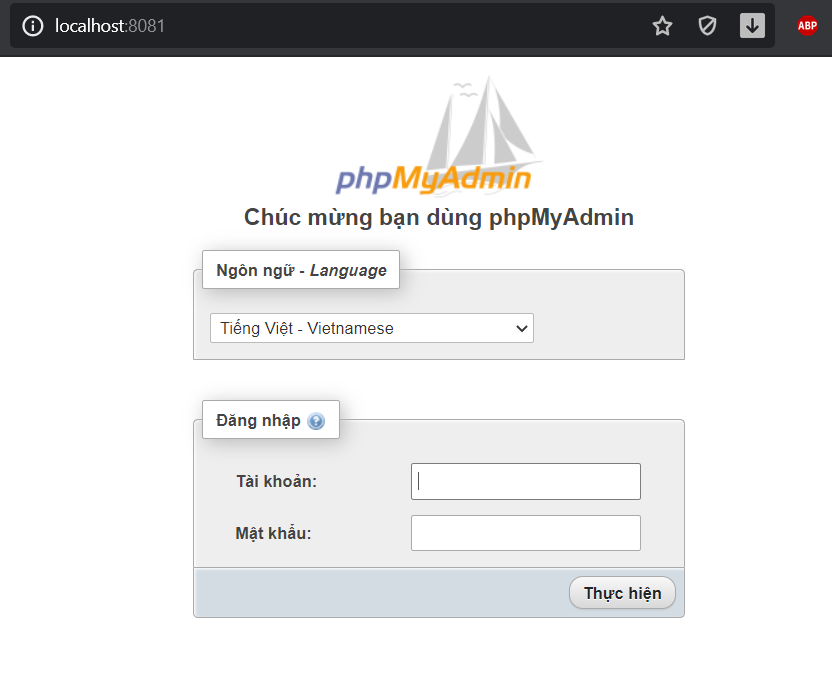 localhost:8081
ABP
phpMyAdmin
Chúc mừng bạn dùng phpMyAdmin
Ngôn ngữ - Language
Tiếng Việt - Vietnamese
Đăng nhập ?
Tài khoản:
Mật khẩu:
Thực hiện